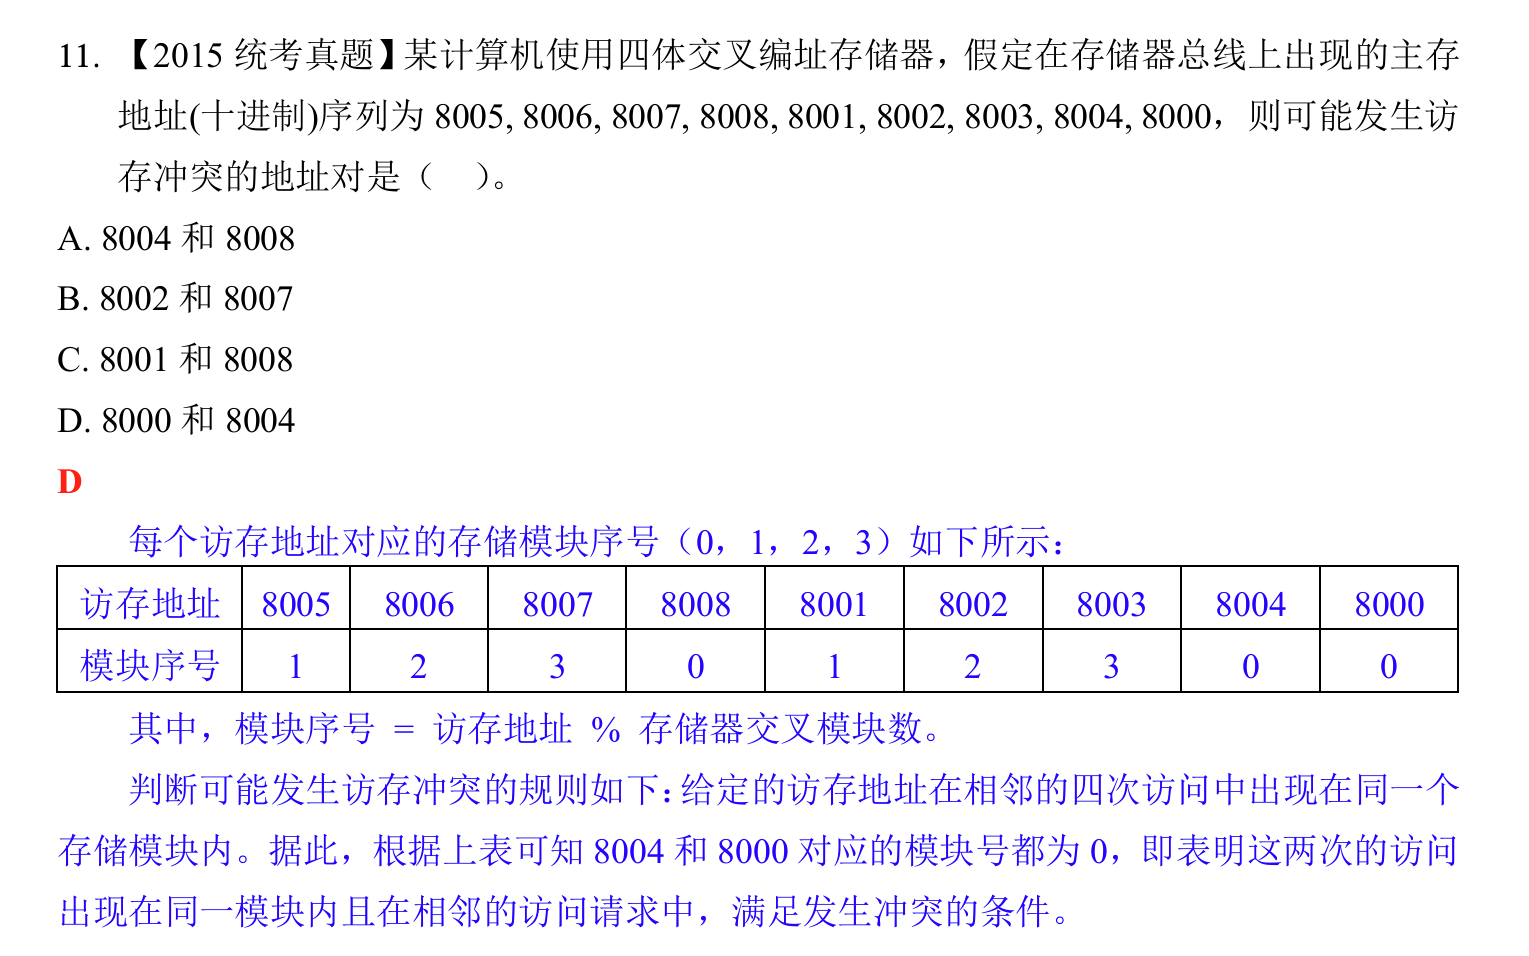 11. 【2015 统考真题】某计算机使用四体交叉编址存储器，假定在存储器总线上出现的主存
地址(十进制)序列为 8005, 8006, 8007, 8008, 8001, 8002, 8003, 8004, 8000，则可能发生访
存冲突的地址对是（ ）。
A. 8004 和 8008
B. 8002 和 8007
C. 8001 和 8008
D. 8000 和 8004
D
每个访存地址对应的存储模块序号（0，1，2，3）如下所示：
访存地址 8005 8006 8007 8008 8001 8002 8003 8004 8000
模块序号 1 2 3 0 1 2 3 0 0
其中，模块序号 = 访存地址 % 存储器交叉模块数。
判断可能发生访存冲突的规则如下：给定的访存地址在相邻的四次访问中出现在同一个
存储模块内。据此，根据上表可知 8004 和 8000 对应的模块号都为 0，即表明这两次的访问
出现在同一模块内且在相邻的访问请求中，满足发生冲突的条件。